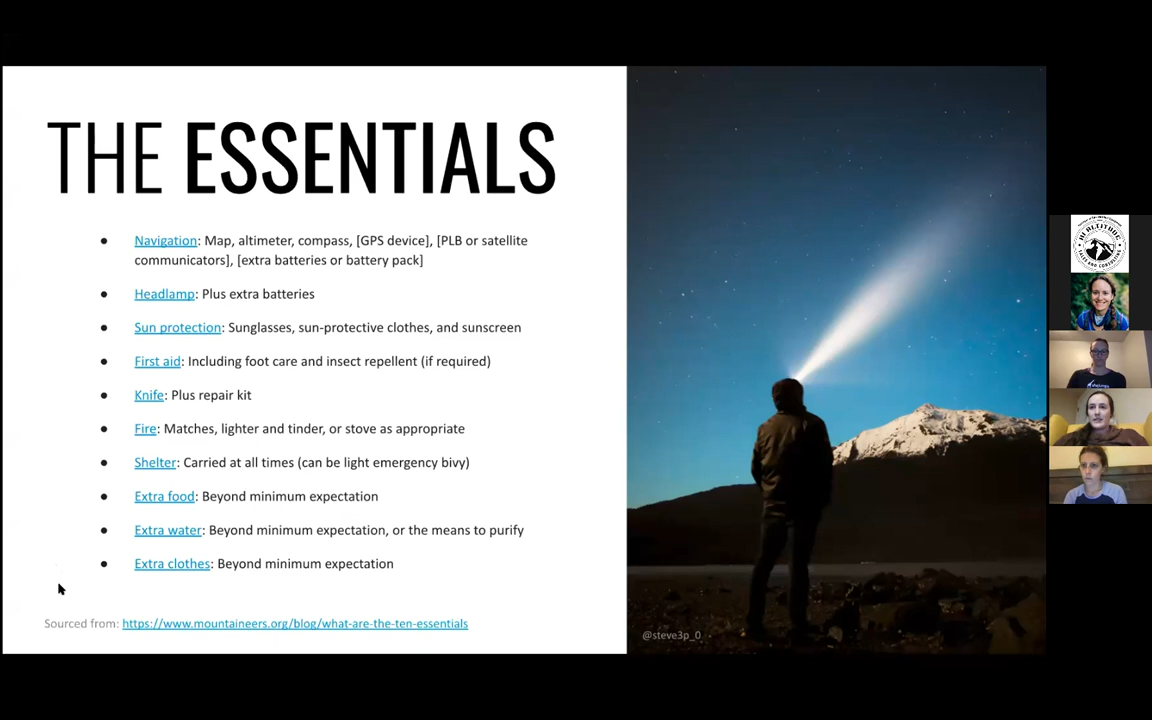 THE ESSENTIALS
● Navigation: Map, altimeter, compass, [GPS device], [PLB or satellite
communicators], [extra batteries or battery pack]
● Headlamp: Plus extra batteries
● Sun protection: Sunglasses, sun-protective clothes, and sunscreen
● First aid: Including foot care and insect repellent (if required)
● Knife: Plus repair kit
● Fire: Matches, lighter and tinder, or stove as appropriate
● Shelter: Carried at all times (can be light emergency bivy)
● Extra food: Beyond minimum expectation
● Extra water: Beyond minimum expectation, or the means to purify
● Extra clothes: Beyond minimum expectation
Sourced from: https://www.mountaineers.org/blog/what-are-the-ten-essentials
@steve3p_0